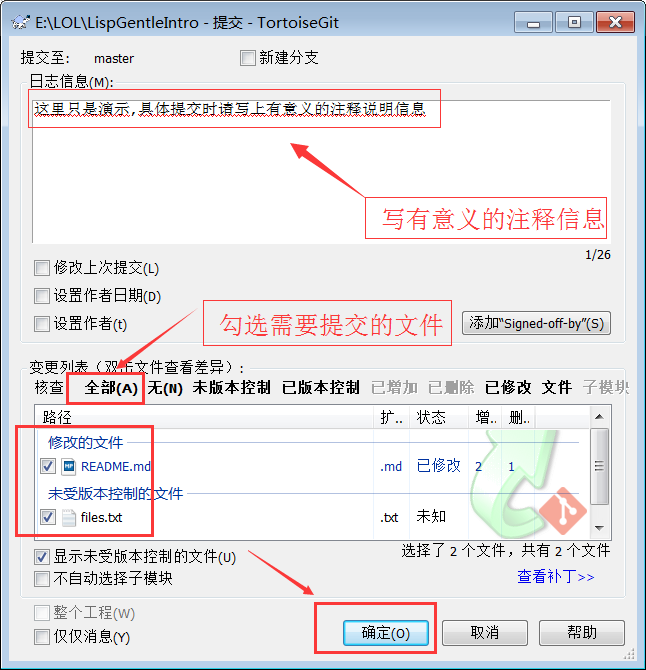 E:\LOL\LispGentleIntro - 提交 - TortoiseGit
提交至: master 新建分支
日志信息(M):
这里只是演示,具体提交时请写上有意义的注释说明信息
写有意义的注释信息
1/26
修改上次提交(L)
设置作者日期(D)
设置作者(t)
勾选需要提交的文件
添加“Signed-off-by”(S)
变更列表（双击文件查看差异）:
核查 全部(A) 无(N) 未版本控制 已版本控制 已增加 已删除 已修改 文件 子模块
路径 扩.. 状态 增.. 删..
修改的文件
README.md .md 已修改 2 1
未受版本控制的文件
files.txt .txt 未知
显示未受版本控制的文件(U)
选择了 2 个文件，共有 2 个文件
不自动选择子模块
查看补丁>>
整个工程(W)
仅仅消息(Y)
确定(O) 取消 帮助